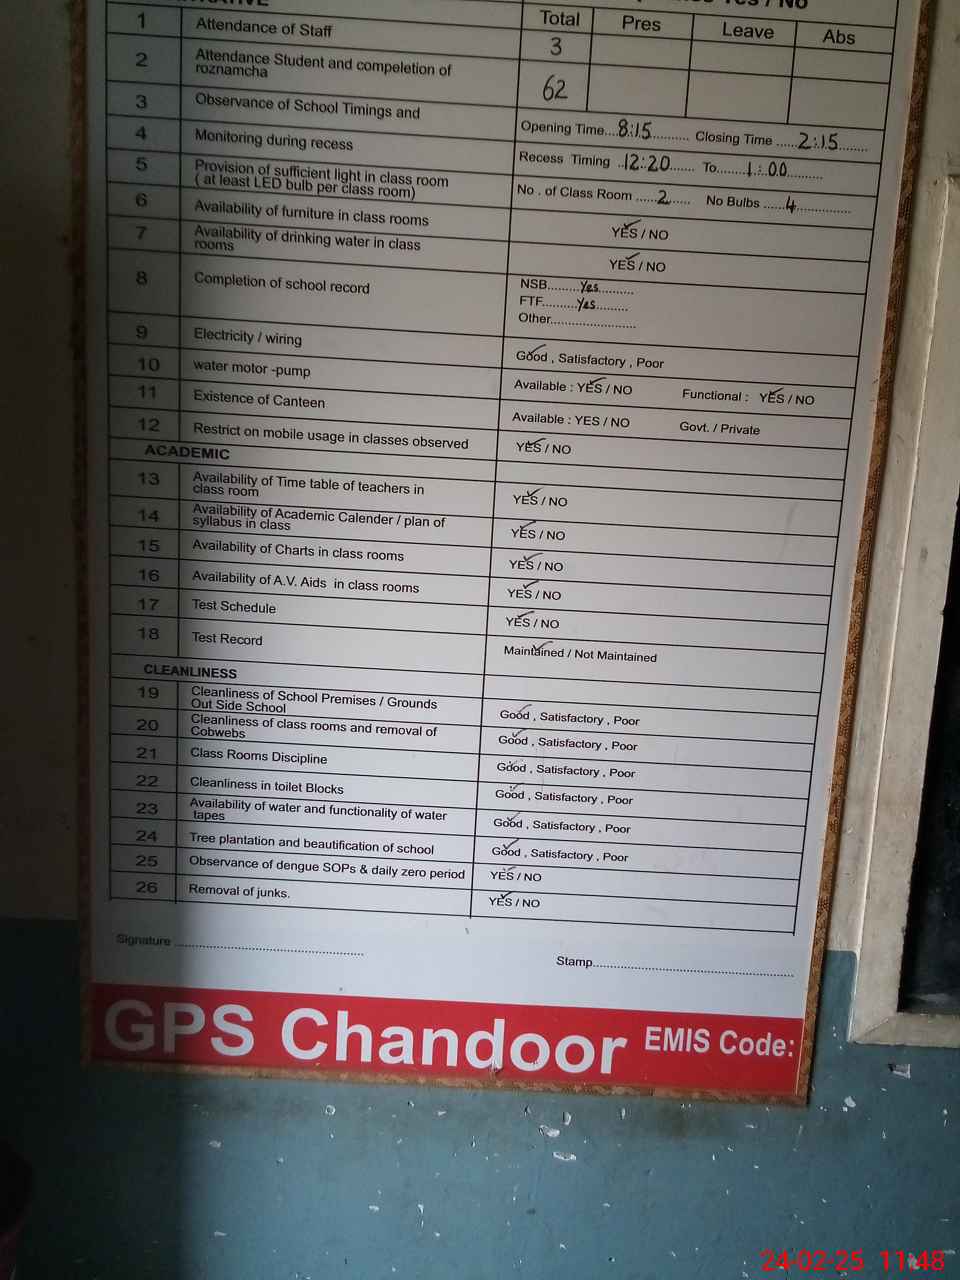 Total Pres Leave Abs
1 Attendance of Staff 3
2 Attendance Student and compeletion of
roznamcha 62
3 Observance of School Timings and Opening Time....8:15.......... Closing Time ......2:15........
4 Monitoring during recess Recess Timing ..12:20....... To........1:00..........
5 Provision of sufficient light in class room
( at least LED bulb per class room) No . of Class Room ......2...... No Bulbs ......4...............
6 Availability of furniture in class rooms YES / NO
7 Availability of drinking water in class
rooms YES / NO
8 Completion of school record NSB.........Yes..........
FTF..........Yes.........
Other........................
9 Electricity / wiring Good , Satisfactory , Poor
10 water motor -pump Available : YES / NO Functional : YES / NO
11 Existence of Canteen Available : YES / NO Govt. / Private
12 Restrict on mobile usage in classes observed YES / NO
ACADEMIC
13 Availability of Time table of teachers in
class room YES / NO
14 Availability of Academic Calender / plan of
syllabus in class YES / NO
15 Availability of Charts in class rooms YES / NO
16 Availability of A.V. Aids in class rooms YES / NO
17 Test Schedule YES / NO
18 Test Record Maintained / Not Maintained
CLEANLINESS
19 Cleanliness of School Premises / Grounds
Out Side School Good , Satisfactory , Poor
20 Cleanliness of class rooms and removal of
Cobwebs Good , Satisfactory , Poor
21 Class Rooms Discipline Good , Satisfactory , Poor
22 Cleanliness in toilet Blocks Good , Satisfactory , Poor
23 Availability of water and functionality of water
tapes Good , Satisfactory , Poor
24 Tree plantation and beautification of school Good , Satisfactory , Poor
25 Observance of dengue SOPs & daily zero period YES / NO
26 Removal of junks. YES / NO
Signature ......................................................
Stamp..........................................................
GPS Chandoor EMIS Code:
24-02-25 11:48